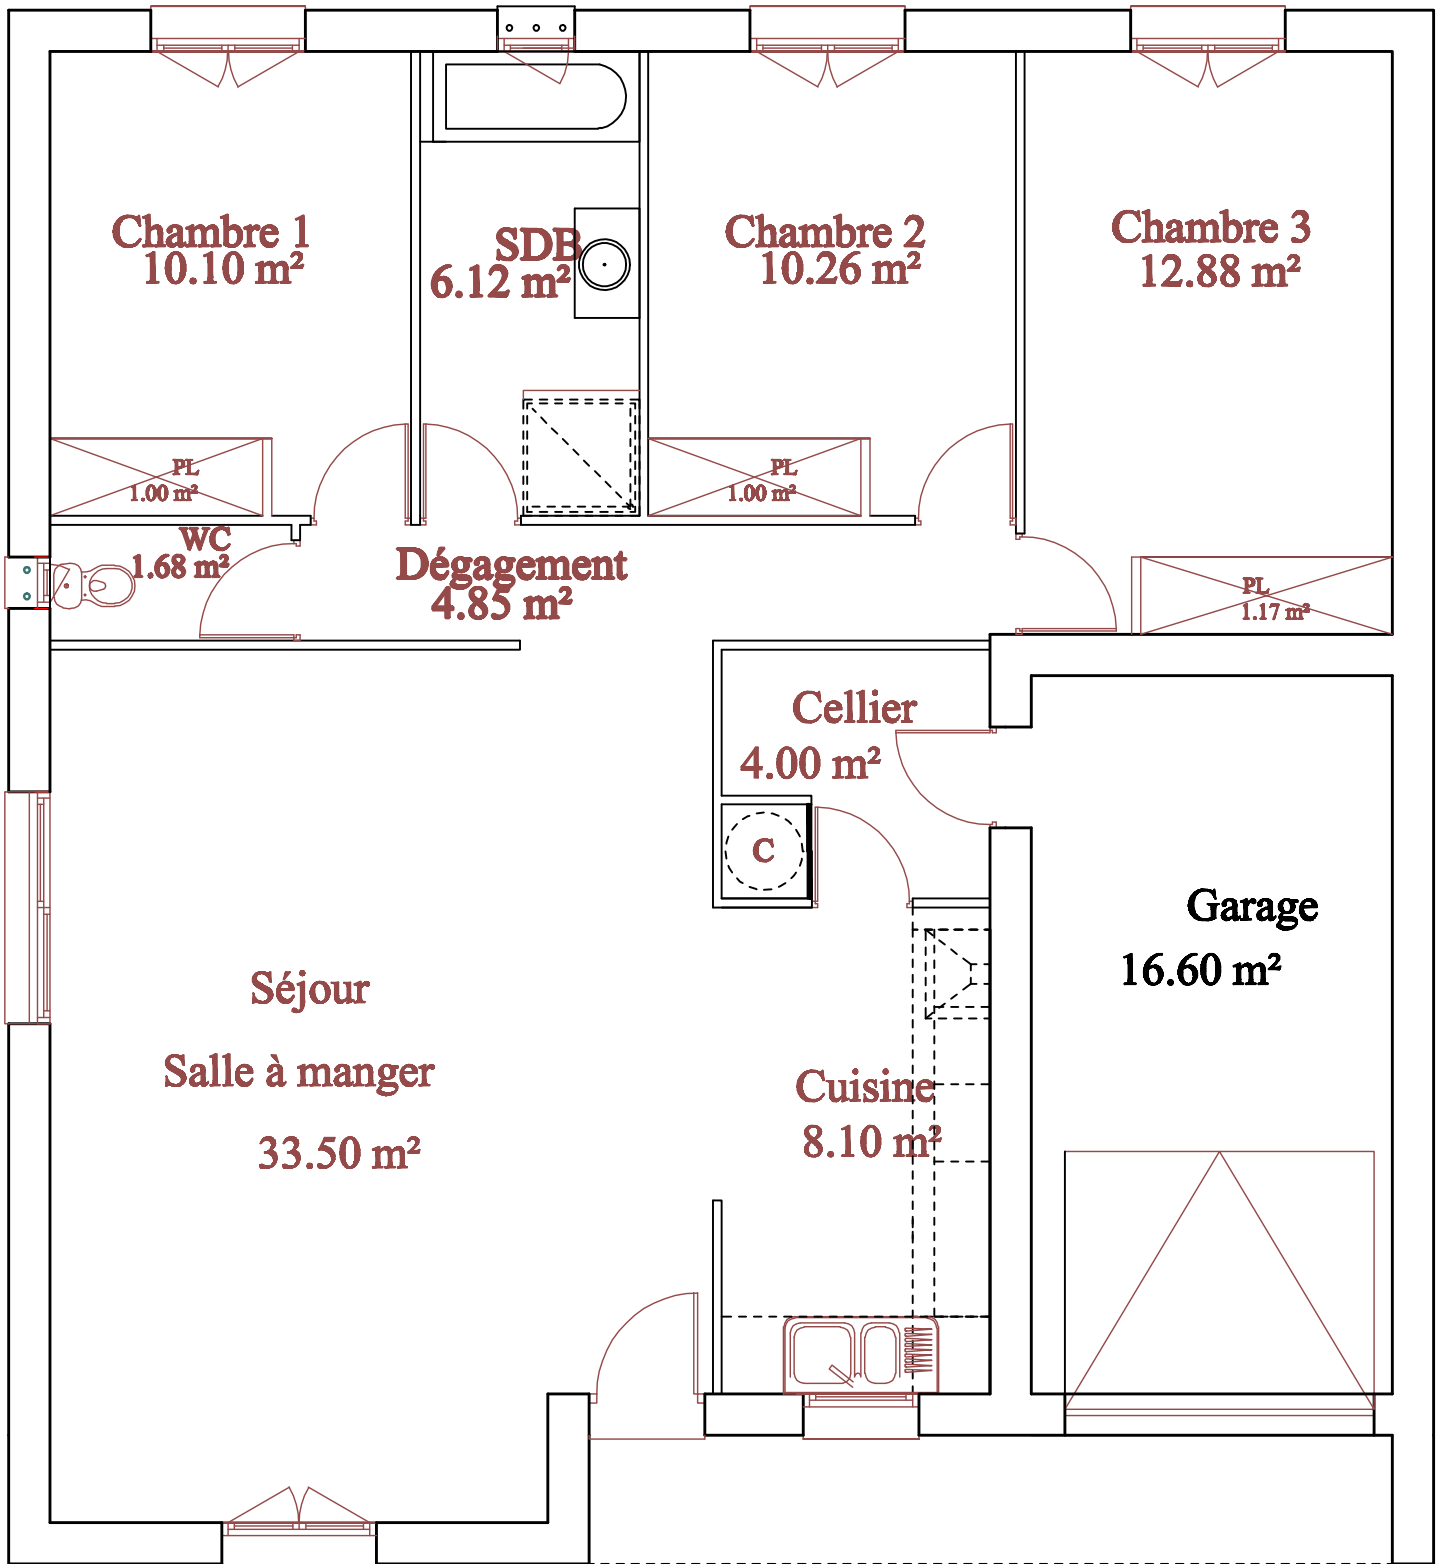 Chambre 1
10.10 m²
SDB
6.12 m²
Chambre 2
10.26 m²
Chambre 3
12.88 m²
PL
1.00 m²
PL
1.00 m²
WC
1.68 m²
Dégagement
4.85 m²
PL
1.17 m²
Cellier
4.00 m²
C
Garage
16.60 m²
Séjour
Salle à manger
33.50 m²
Cuisine
8.10 m²